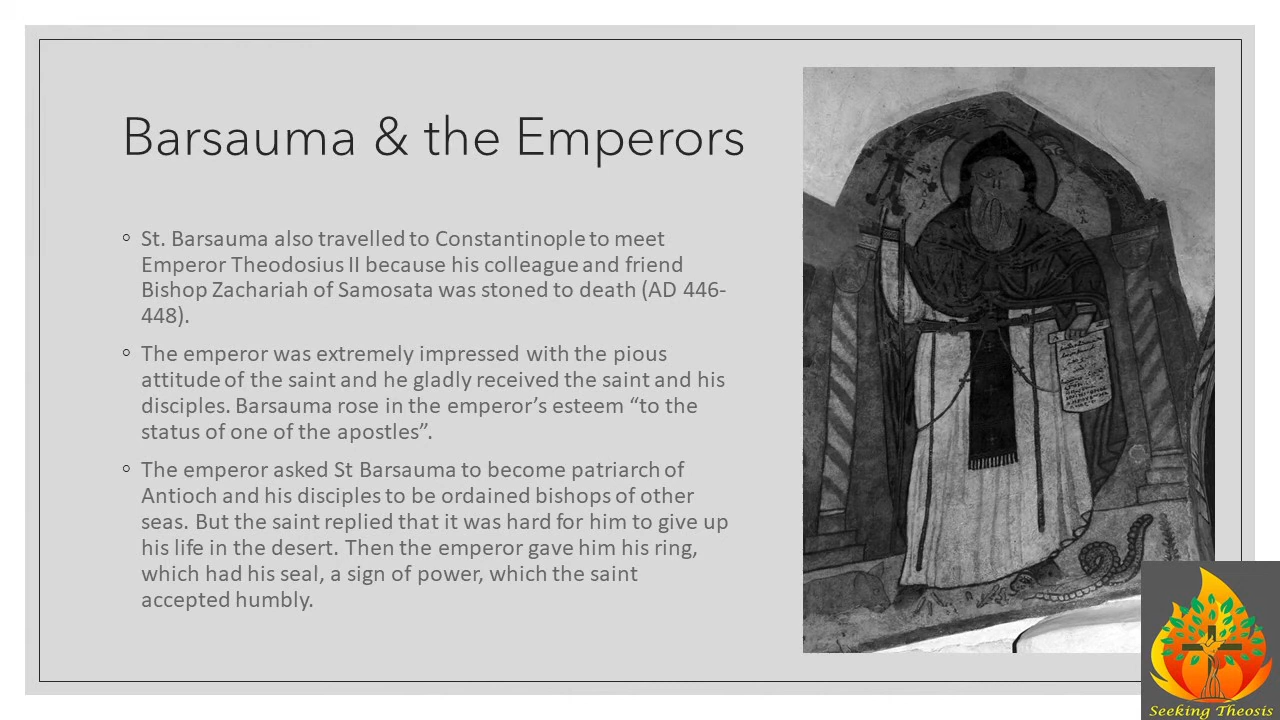 Barsauma & the Emperors
◦ St. Barsauma also travelled to Constantinople to meet
Emperor Theodosius II because his colleague and friend
Bishop Zachariah of Samosata was stoned to death (AD 446-
448).
◦ The emperor was extremely impressed with the pious
attitude of the saint and he gladly received the saint and his
disciples. Barsauma rose in the emperor’s esteem “to the
status of one of the apostles”.
◦ The emperor asked St Barsauma to become patriarch of
Antioch and his disciples to be ordained bishops of other
seas. But the saint replied that it was hard for him to give up
his life in the desert. Then the emperor gave him his ring,
which had his seal, a sign of power, which the saint
accepted humbly.
Seeking Theosis